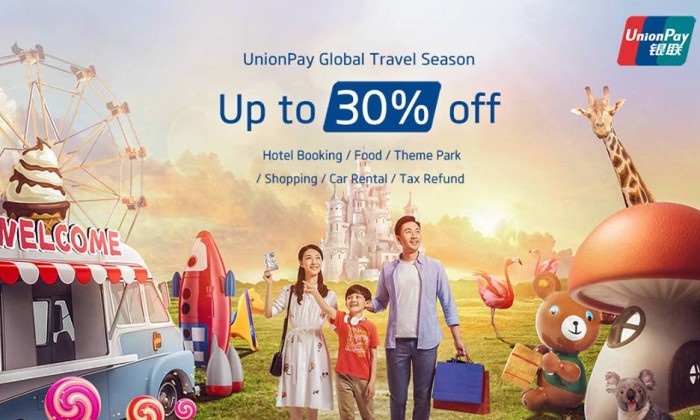 UnionPay
银联
UnionPay Global Travel Season
Up to 30% off
Hotel Booking / Food / Theme Park
/ Shopping / Car Rental / Tax Refund
WELCOME